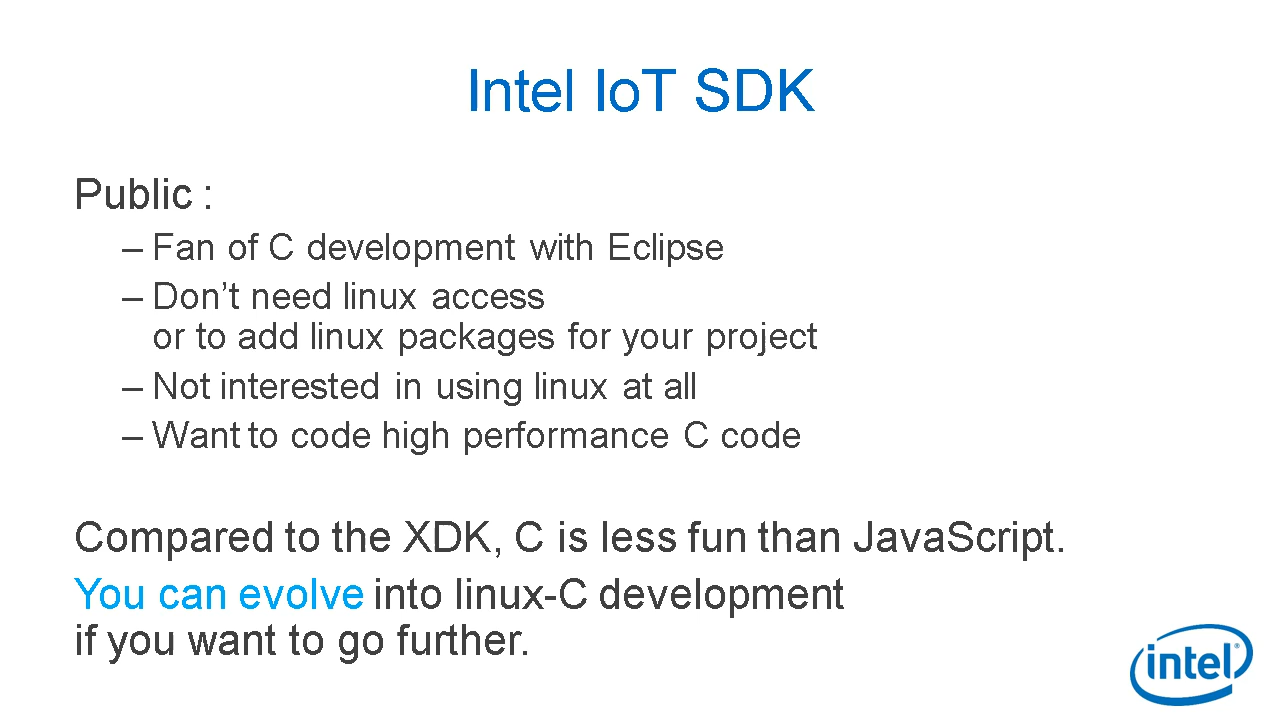 Intel IoT SDK
Public :
– Fan of C development with Eclipse
– Don’t need linux access
or to add linux packages for your project
– Not interested in using linux at all
– Want to code high performance C code
Compared to the XDK, C is less fun than JavaScript.
You can evolve into linux-C development
if you want to go further.
intel®